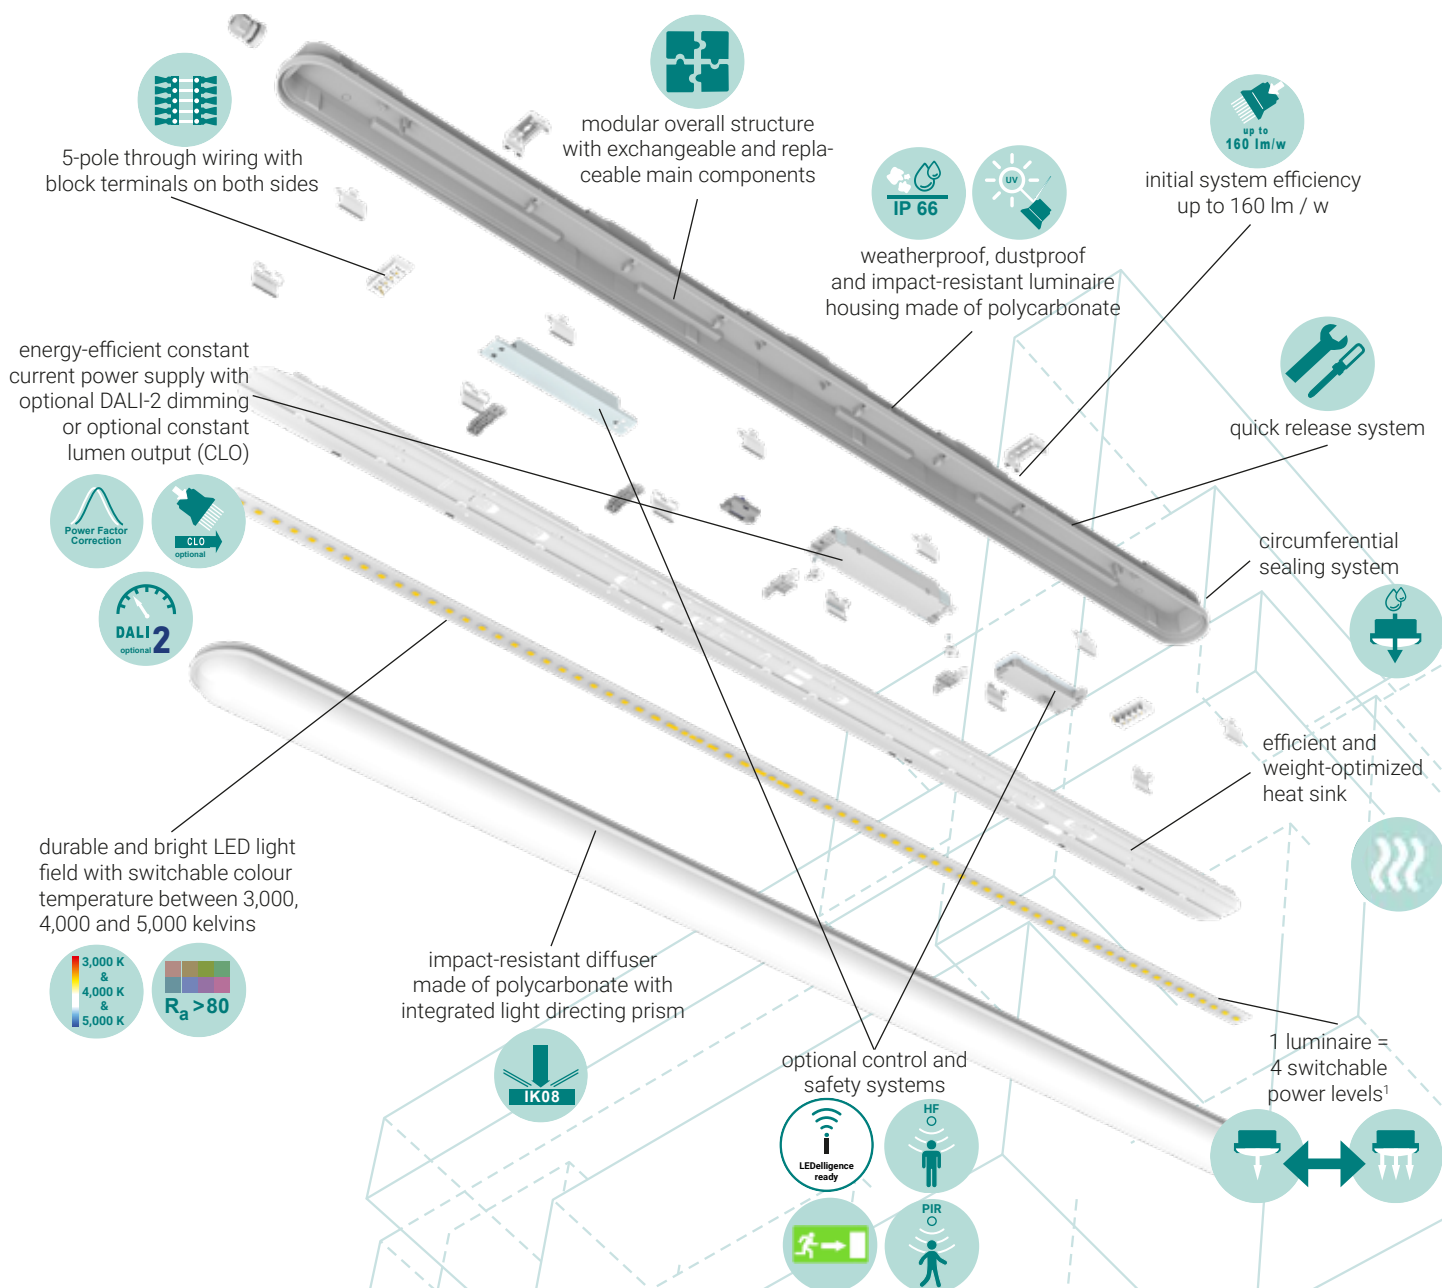 5-pole through wiring with
block terminals on both sides
modular overall structure
with exchangeable and repla-
ceable main components
IP 66
UV
weatherproof, dustproof
and impact-resistant luminaire
housing made of polycarbonate
up to
160 lm/w
initial system efficiency
up to 160 lm / w
quick release system
circumferential
sealing system
energy-efficient constant
current power supply with
optional DALI-2 dimming
or optional constant
lumen output (CLO)
Power Factor
Correction
CLO
optional
DALI 2
optional
efficient and
weight-optimized
heat sink
durable and bright LED light
field with switchable colour
temperature between 3,000,
4,000 and 5,000 kelvins
3,000 K
&
4,000 K
&
5,000 K
Ra >80
impact-resistant diffuser
made of polycarbonate with
integrated light directing prism
IK08
optional control and
safety systems
LEDelligence
ready
HF
PIR
1 luminaire =
4 switchable
power levels¹